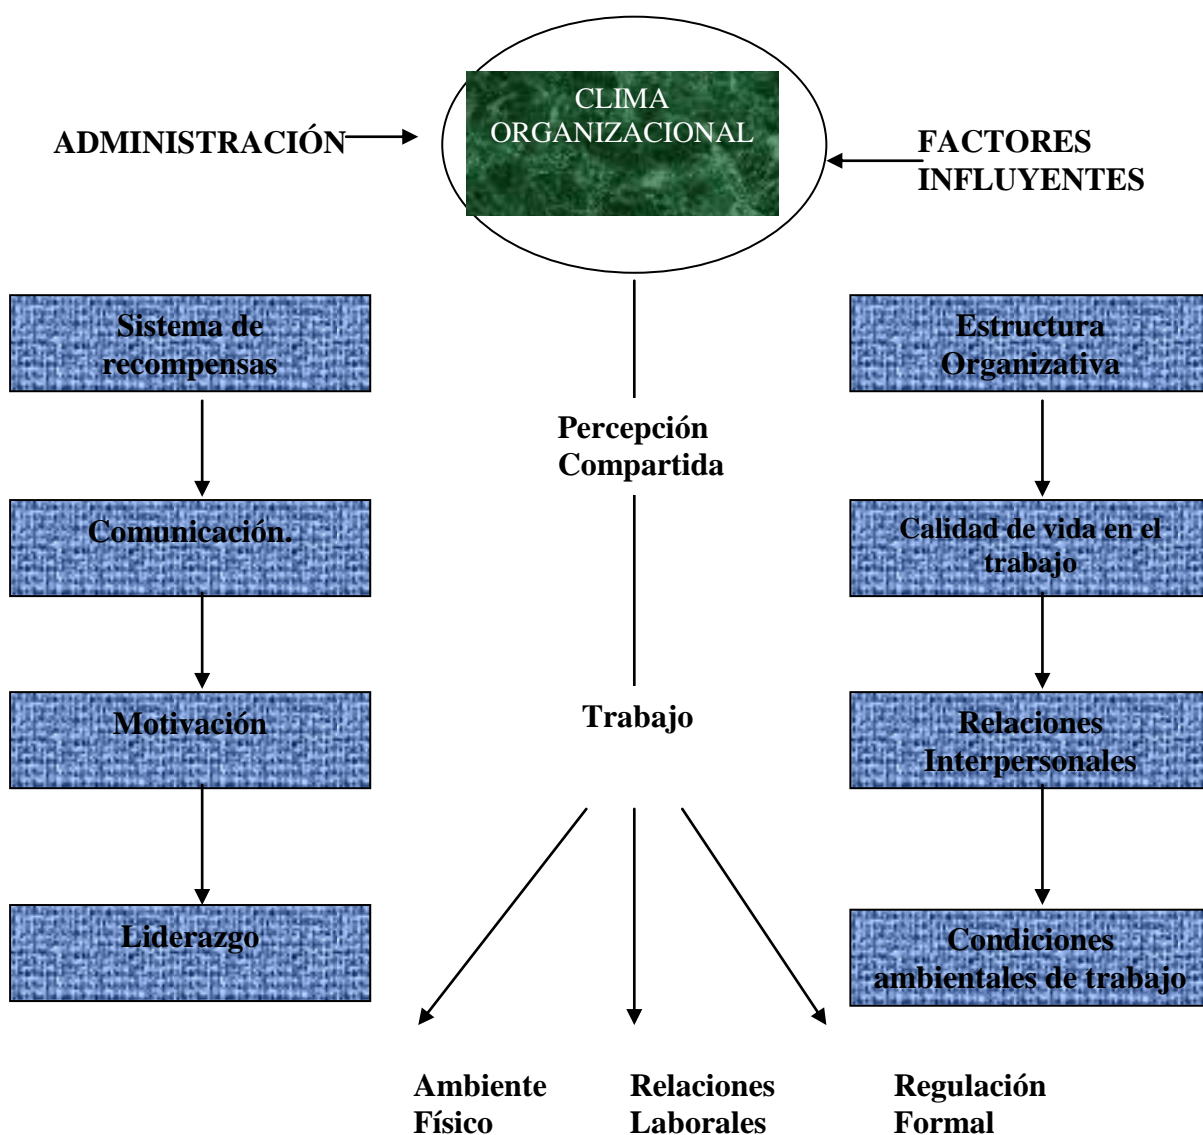 CLIMA
ORGANIZACIONAL
ADMINISTRACIÓN
FACTORES
INFLUYENTES
Sistema de
recompensas
Estructura
Organizativa
Percepción
Compartida
Comunicación.
Calidad de vida en el
trabajo
Motivación
Trabajo
Relaciones
Interpersonales
Liderazgo
Condiciones
ambientales de trabajo
Ambiente
Físico
Relaciones
Laborales
Regulación
Formal